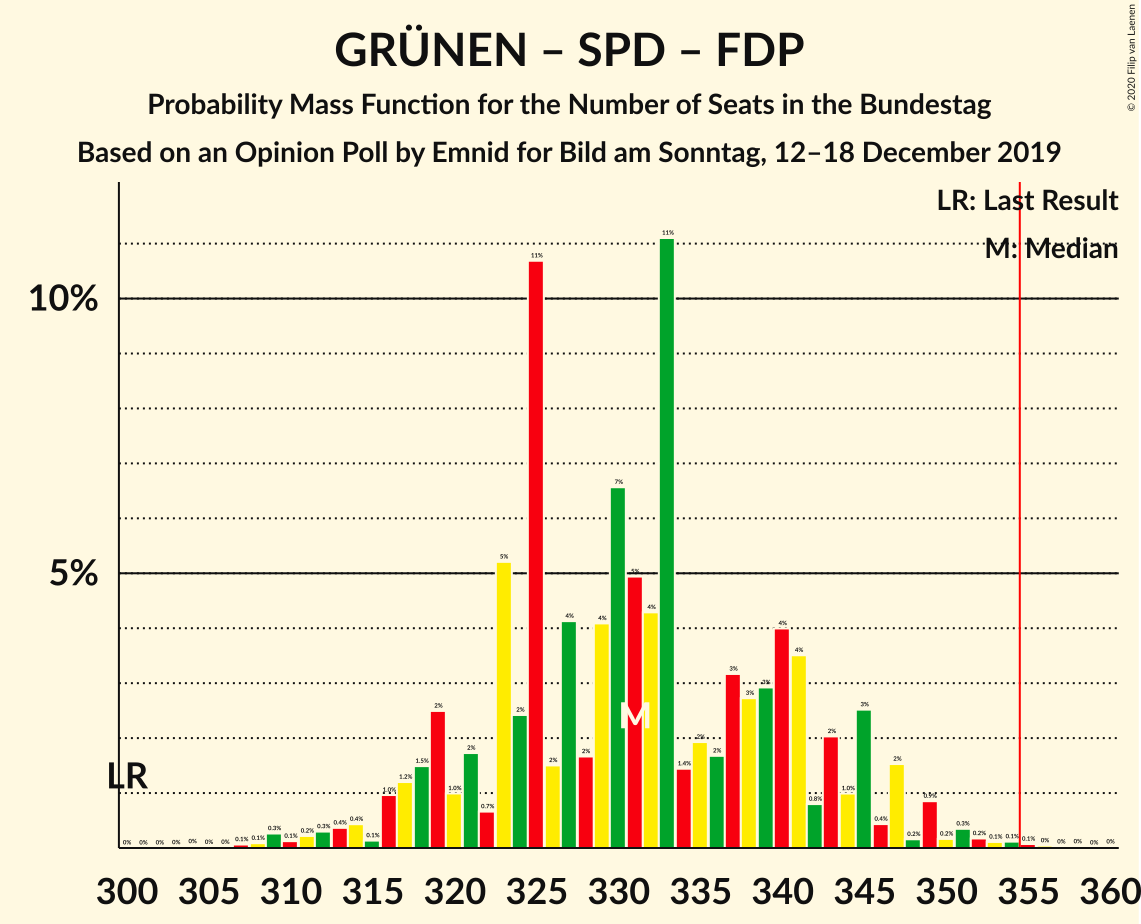 GRÜNEN – SPD – FDP
Probability Mass Function for the Number of Seats in the Bundestag
Based on an Opinion Poll by Emnid for Bild am Sonntag, 12–18 December 2019
© 2020 Filip van Laenen
LR: Last Result
M: Median
10%
5%
LR
M
0% 0% 0% 0% 0% 0% 0% 0.1% 0.1% 0.3% 0.1% 0.2% 0.3% 0.4% 0.4% 0.1% 1.0% 1.2% 1.5% 2% 1.0% 2% 0.7% 5% 2% 11% 2% 4% 2% 4% 7% 5% 4% 11% 1.4% 2% 2% 3% 3% 3% 4% 4% 0.8% 2% 1.0% 3% 0.4% 2% 0.2% 0.9% 0.2% 0.3% 0.2% 0.1% 0.1% 0.1% 0% 0% 0% 0% 0%
300 305 310 315 320 325 330 335 340 345 350 355 360